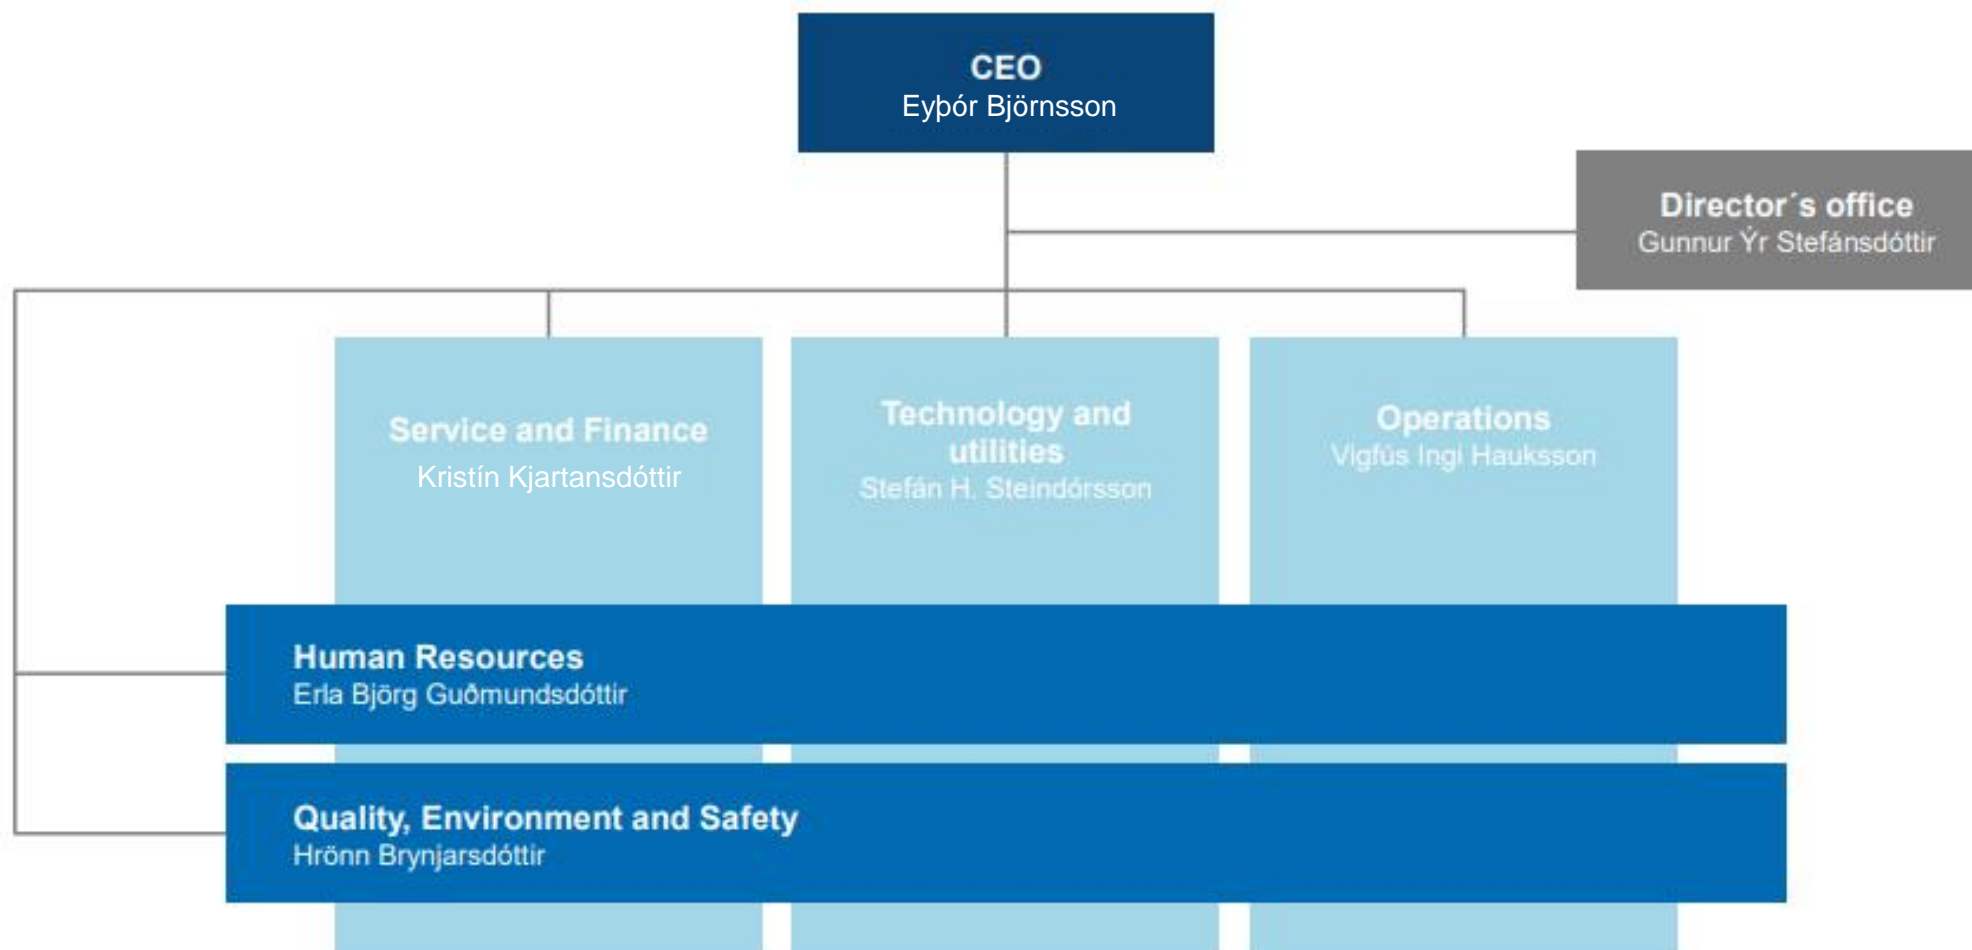 CEO
Eyþór Björnsson
Director´s office
Gunnur Ýr Stefánsdóttir
Service and Finance
Kristín Kjartansdóttir
Technology and
utilities
Stefán H. Steindórsson
Operations
Vigfús Ingi Hauksson
Human Resources
Erla Björg Guðmundsdóttir
Quality, Environment and Safety
Hrönn Brynjarsdóttir